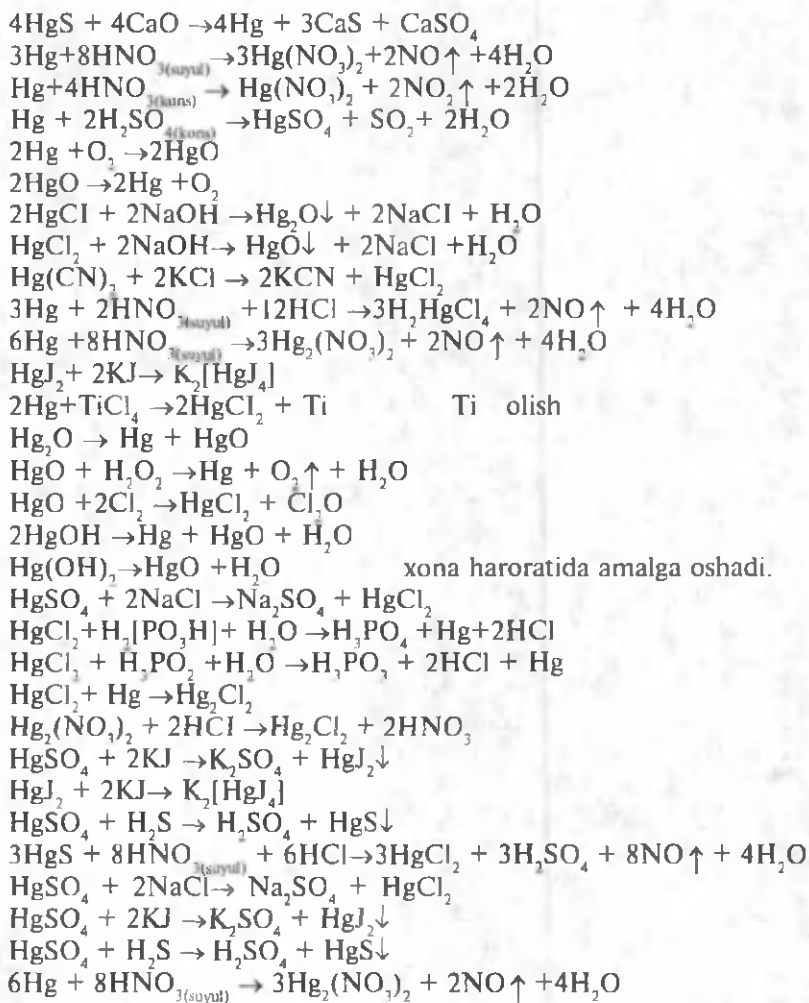 4HgS + 4CaO →4Hg + 3CaS + CaSO₄
3Hg+8HNO₃₍suyul₎ →3Hg(NO₃)₂+2NO↑ +4H₂O
Hg+4HNO₃₍kons₎ → Hg(NO₃)₂ + 2NO₂↑ +2H₂O
Hg + 2H₂SO₄₍kons₎ →HgSO₄ + SO₂+ 2H₂O
2Hg +O₂ →2HgO
2HgO →2Hg +O₂
2HgCl + 2NaOH →Hg₂O↓ + 2NaCl + H₂O
HgCl₂ + 2NaOH→ HgO↓ + 2NaCl +H₂O
Hg(CN)₂ + 2KCl → 2KCN + HgCl₂
3Hg + 2HNO₃₍suyul₎ +12HCl →3H₂HgCl₄ + 2NO↑ + 4H₂O
6Hg +8HNO₃₍suyul₎ →3Hg₂(NO₃)₂ + 2NO↑ + 4H₂O
HgJ₂+ 2KJ→ K₂[HgJ₄]
2Hg+TiCl₄ →2HgCl₂ + Ti Ti olish
Hg₂O → Hg + HgO
HgO + H₂O₂ →Hg + O₂↑ + H₂O
HgO +2Cl₂ →HgCl₂ + Cl₂O
2HgOH →Hg + HgO + H₂O
Hg(OH)₂→HgO +H₂O xona haroratida amalga oshadi.
HgSO₄ + 2NaCl →Na₂SO₄ + HgCl₂
HgCl₂+H₂[PO₃H]+ H₂O →H₃PO₄ +Hg+2HCl
HgCl₂ + H₃PO₂ +H₂O →H₃PO₃ + 2HCl + Hg
HgCl₂+ Hg →Hg₂Cl₂
Hg₂(NO₃)₂ + 2HCl →Hg₂Cl₂ + 2HNO₃
HgSO₄ + 2KJ →K₂SO₄ + HgJ₂↓
HgJ₂ + 2KJ→ K₂[HgJ₄]
HgSO₄ + H₂S → H₂SO₄ + HgS↓
3HgS + 8HNO₃₍suyul₎ + 6HCl→3HgCl₂ + 3H₂SO₄ + 8NO↑ + 4H₂O
HgSO₄ + 2NaCl→ Na₂SO₄ + HgCl₂
HgSO₄ + 2KJ →K₂SO₄ + HgJ₂↓
HgSO₄ + H₂S → H₂SO₄ + HgS↓
6Hg + 8HNO₃₍suyul₎ → 3Hg₂(NO₃)₂ + 2NO↑ +4H₂O